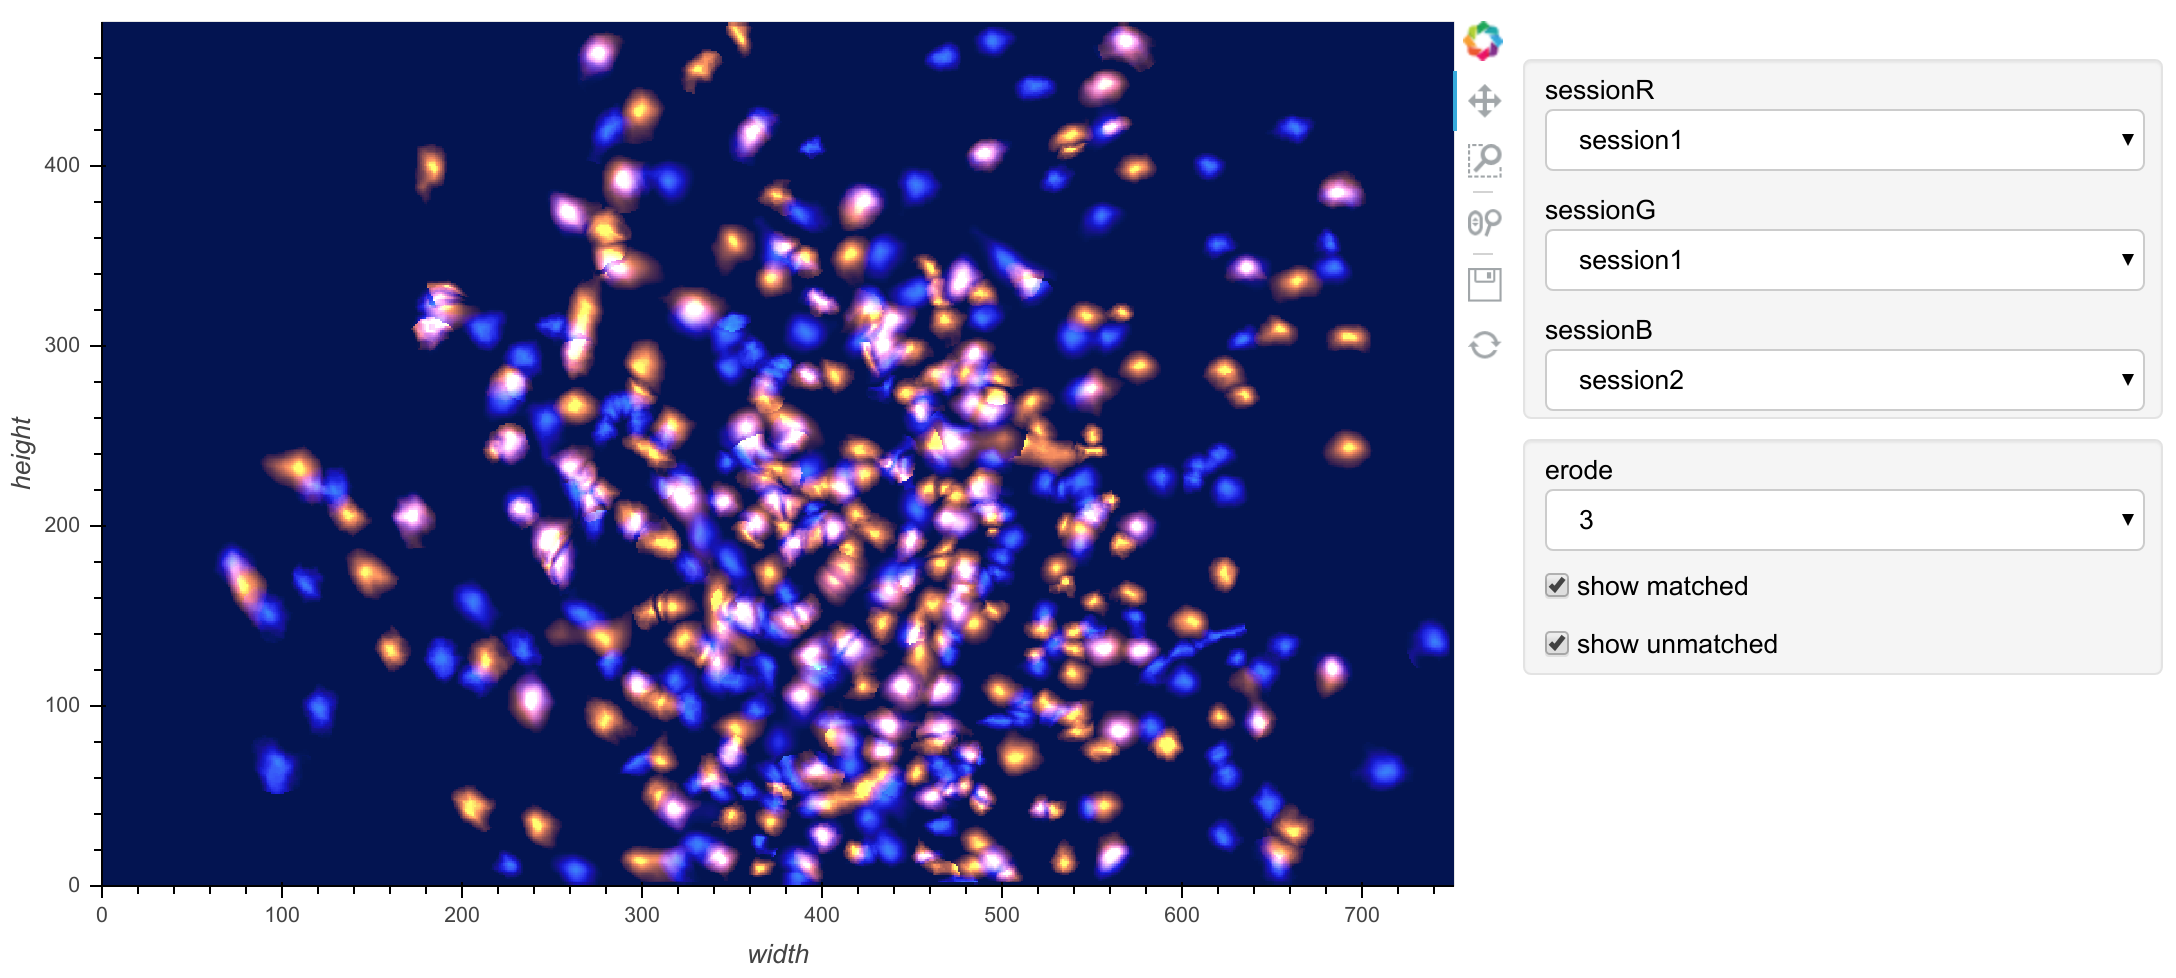 height
400
300
200
100
0
0 100 200 300 400 500 600 700
width
sessionR
session1
sessionG
session1
sessionB
session2
erode
3
show matched
show unmatched